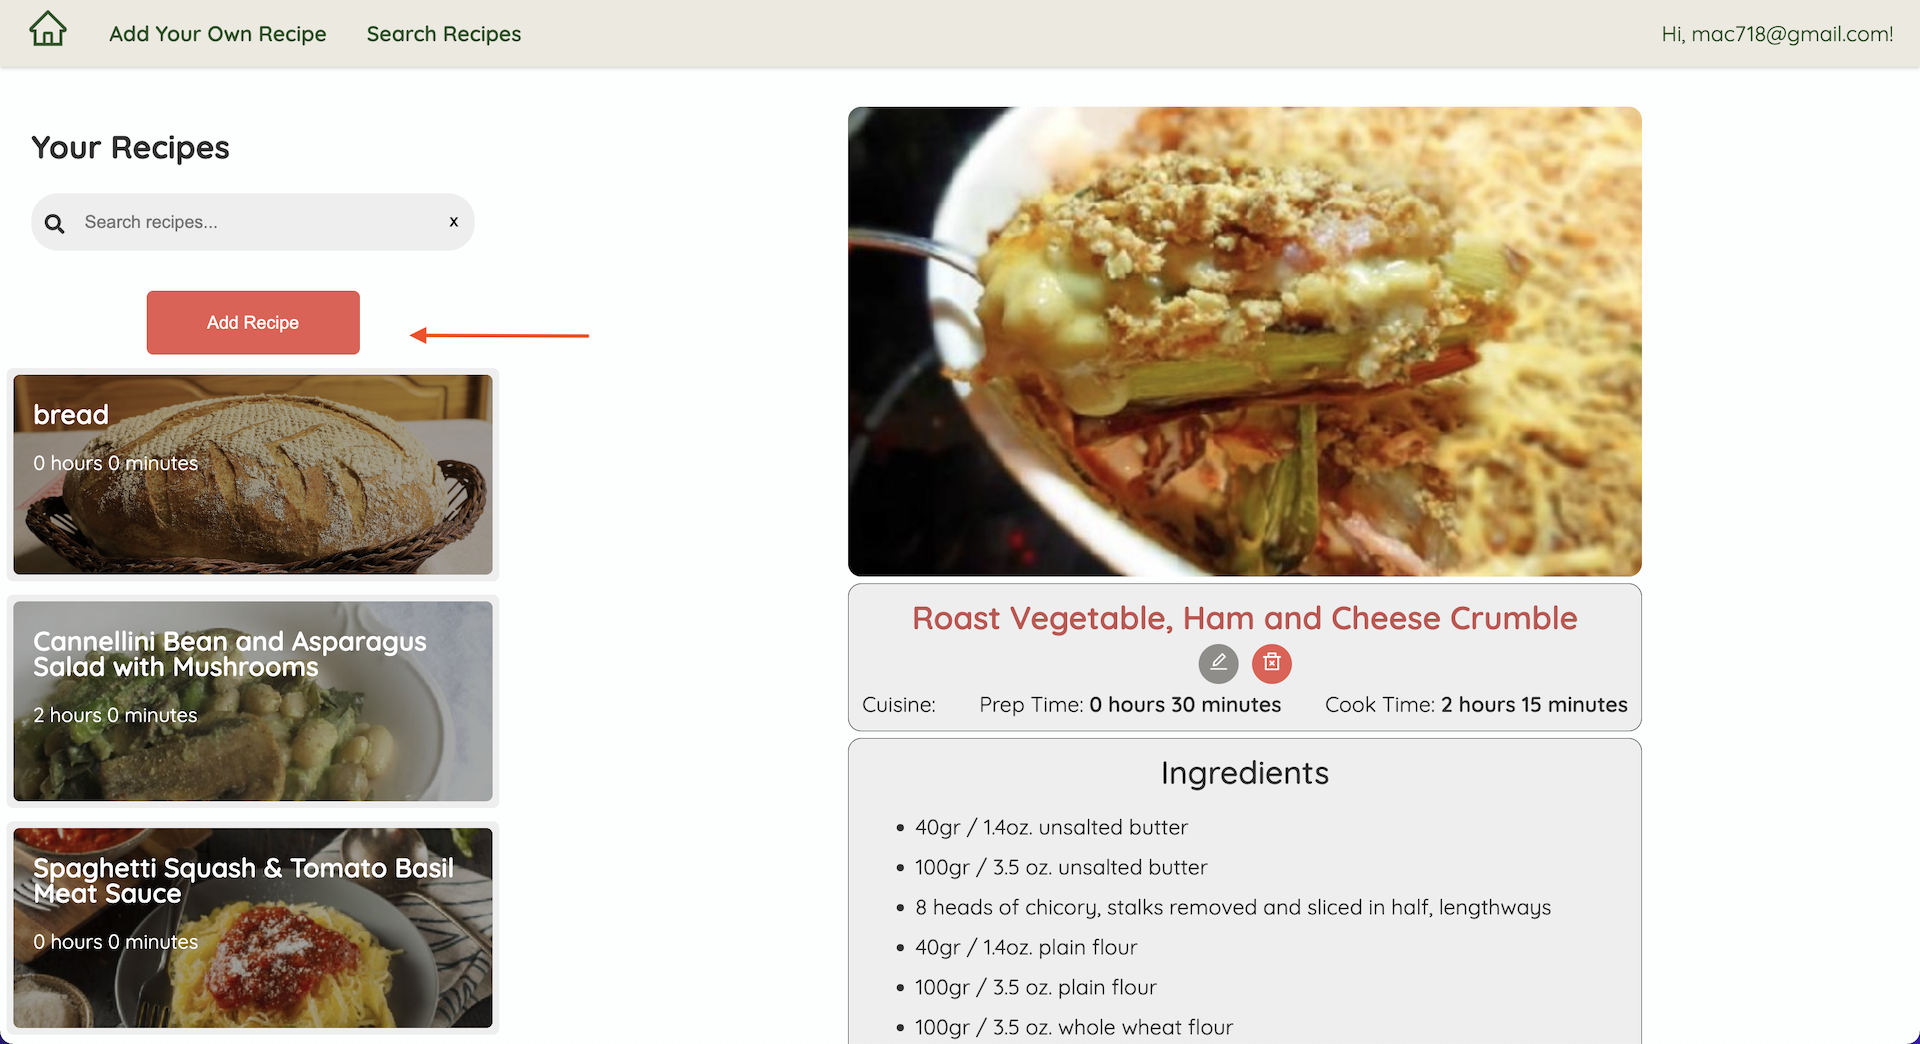 Add Your Own Recipe
Search Recipes
Hi, mac718@gmail.com!
Your Recipes
Search recipes...
x
Add Recipe
bread
0 hours 0 minutes
Cannellini Bean and Asparagus
Salad with Mushrooms
2 hours 0 minutes
Spaghetti Squash & Tomato Basil
Meat Sauce
0 hours 0 minutes
Roast Vegetable, Ham and Cheese Crumble
Cuisine:
Prep Time: 0 hours 30 minutes
Cook Time: 2 hours 15 minutes
Ingredients
40gr / 1.4oz. unsalted butter
100gr / 3.5 oz. unsalted butter
8 heads of chicory, stalks removed and sliced in half, lengthways
40gr / 1.4oz. plain flour
100gr / 3.5 oz. plain flour
100gr / 3.5 oz. whole wheat flour